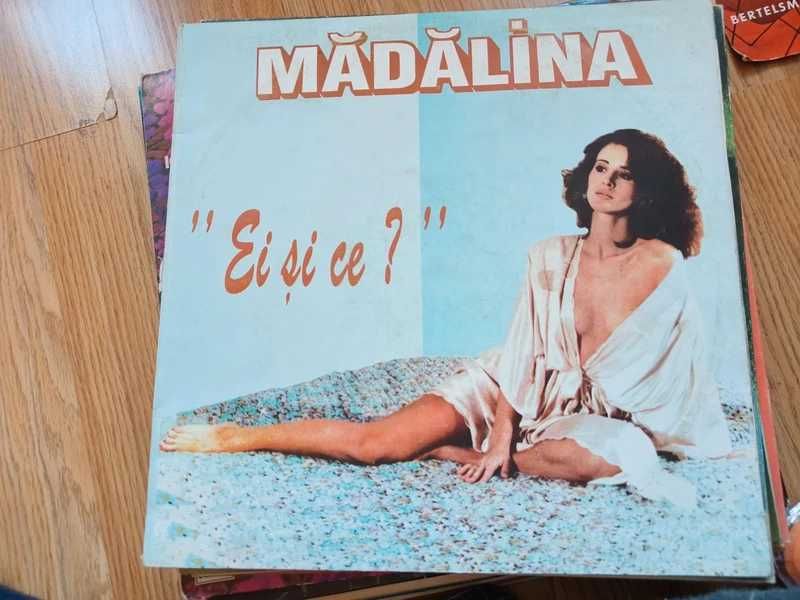 MĂDĂLINA
BERTELSM
" Ei și ce ? "